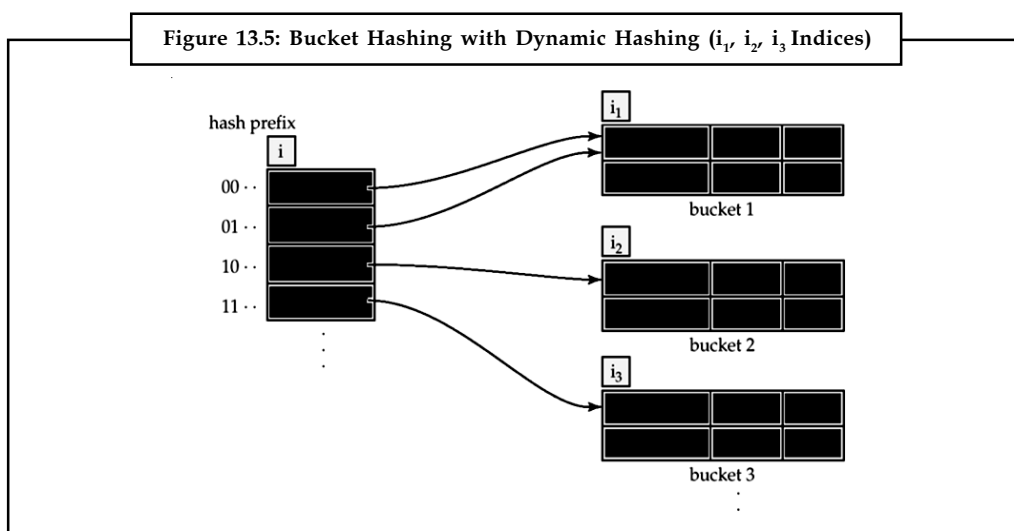 Figure 13.5: Bucket Hashing with Dynamic Hashing (i₁, i₂, i₃ Indices)
hash prefix
i
00 ··
01 ··
10 ··
11 ··
i₁
bucket 1
i₂
bucket 2
i₃
bucket 3